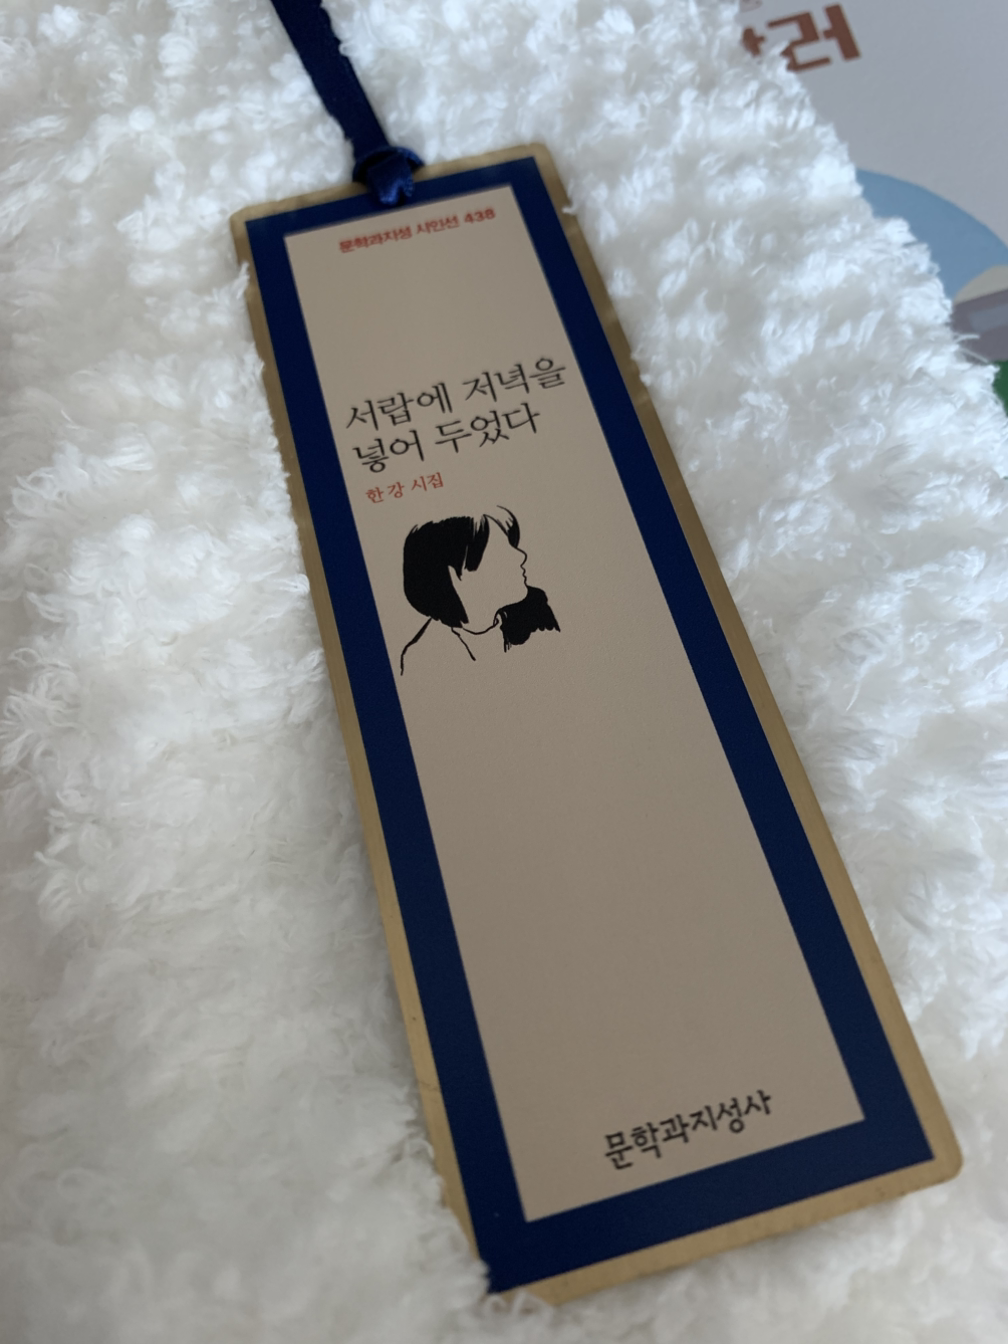 문학과지성 시인선 438
서랍에 저녁을
넣어 두었다
한강 시집
문학과지성사